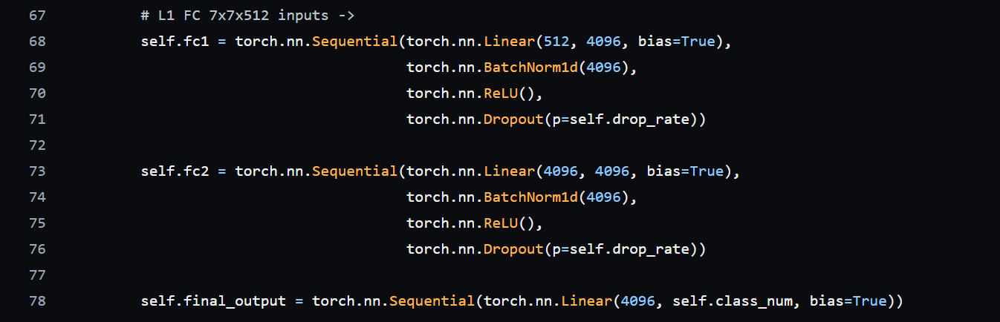 67 # L1 FC 7x7x512 inputs ->
68 self.fc1 = torch.nn.Sequential(torch.nn.Linear(512, 4096, bias=True),
69 torch.nn.BatchNorm1d(4096),
70 torch.nn.ReLU(),
71 torch.nn.Dropout(p=self.drop_rate))
72
73 self.fc2 = torch.nn.Sequential(torch.nn.Linear(4096, 4096, bias=True),
74 torch.nn.BatchNorm1d(4096),
75 torch.nn.ReLU(),
76 torch.nn.Dropout(p=self.drop_rate))
77
78 self.final_output = torch.nn.Sequential(torch.nn.Linear(4096, self.class_num, bias=True))